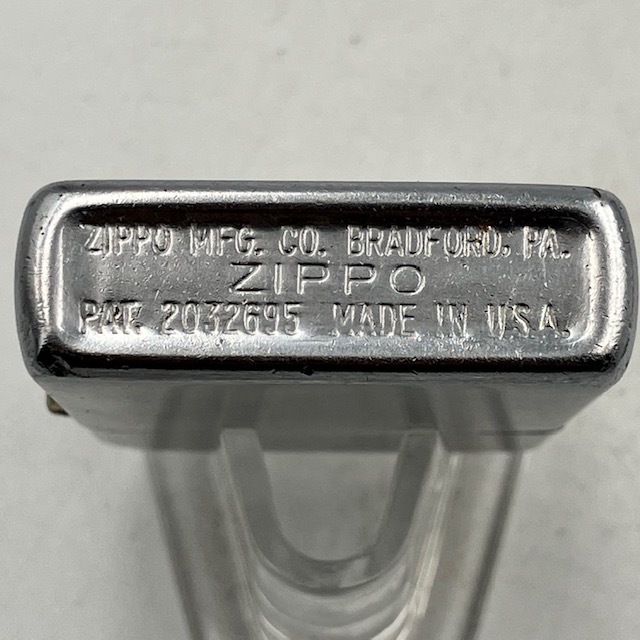 ZIPPO MFG. CO. BRADFORD, PA.
ZIPPO
PAT. 2032695 MADE IN U.S.A.